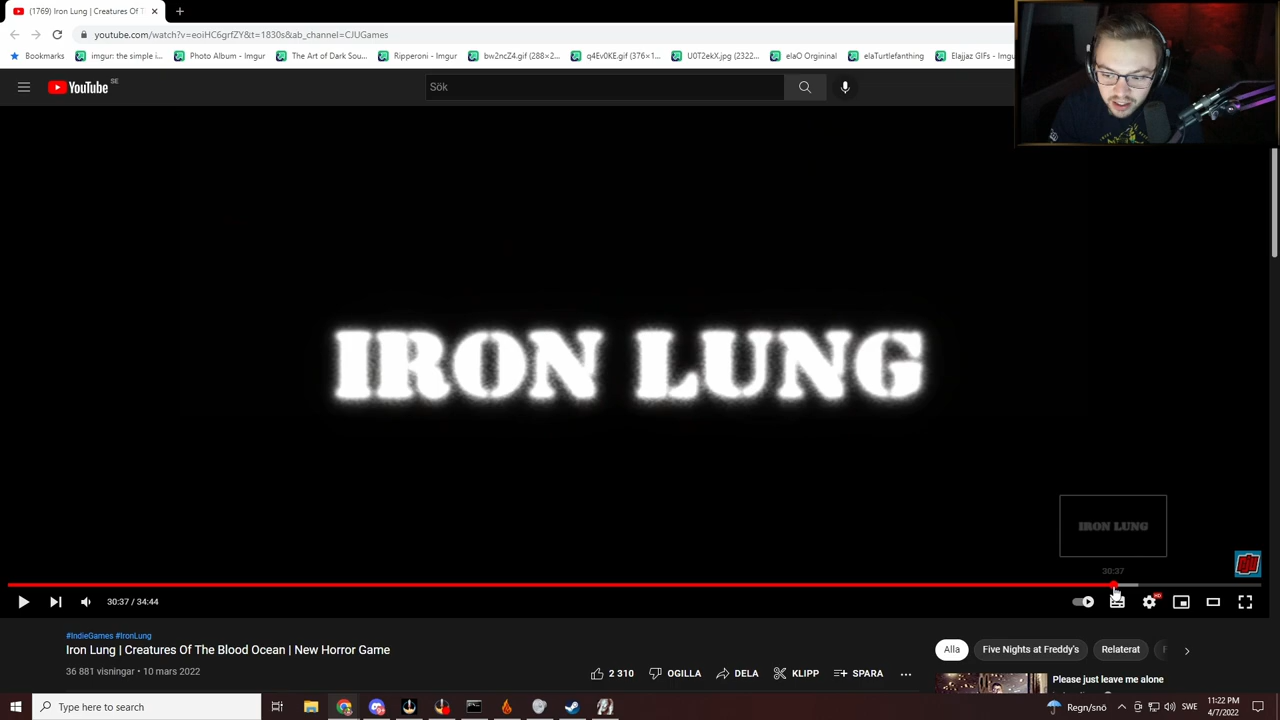 (1769) Iron Lung | Creatures Of T
youtube.com/watch?v=eoiHC6grfZY&t=1830s&ab_channel=CJUGames
Bookmarks
imgur: the simple i...
Photo Album - Imgur
The Art of Dark Sou...
Ripperoni - Imgur
bw2ncZ4.gif (288×2...
q4Ev0KE.gif (376×1...
U0T2ekX.jpg (2322...
elaO Orgininal
elaTurtlefanthing
Elajjaz GIFs - Imgu
YouTube SE
Sök
IRON LUNG
IRON LUNG
30:37
30:37 / 34:44
HD
#IndieGames #IronLung
Iron Lung | Creatures Of The Blood Ocean | New Horror Game
36 881 visningar • 10 mars 2022
2 310
OGILLA
DELA
KLIPP
SPARA
Alla
Five Nights at Freddy's
Relaterat
F
Please just leave me alone
Type here to search
Regn/snö
SWE
11:22 PM
4/7/2022